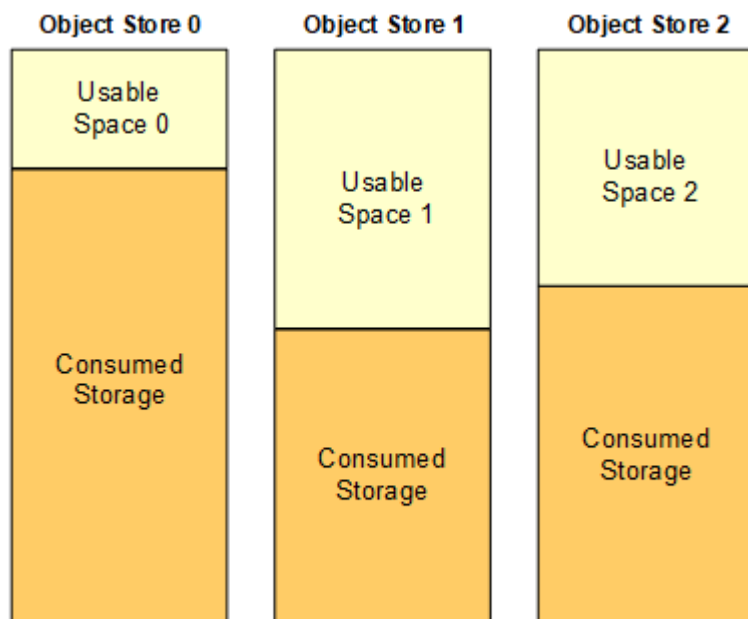 Object Store 0
Object Store 1
Object Store 2
Usable
Space 0
Usable
Space 1
Usable
Space 2
Consumed
Storage
Consumed
Storage
Consumed
Storage